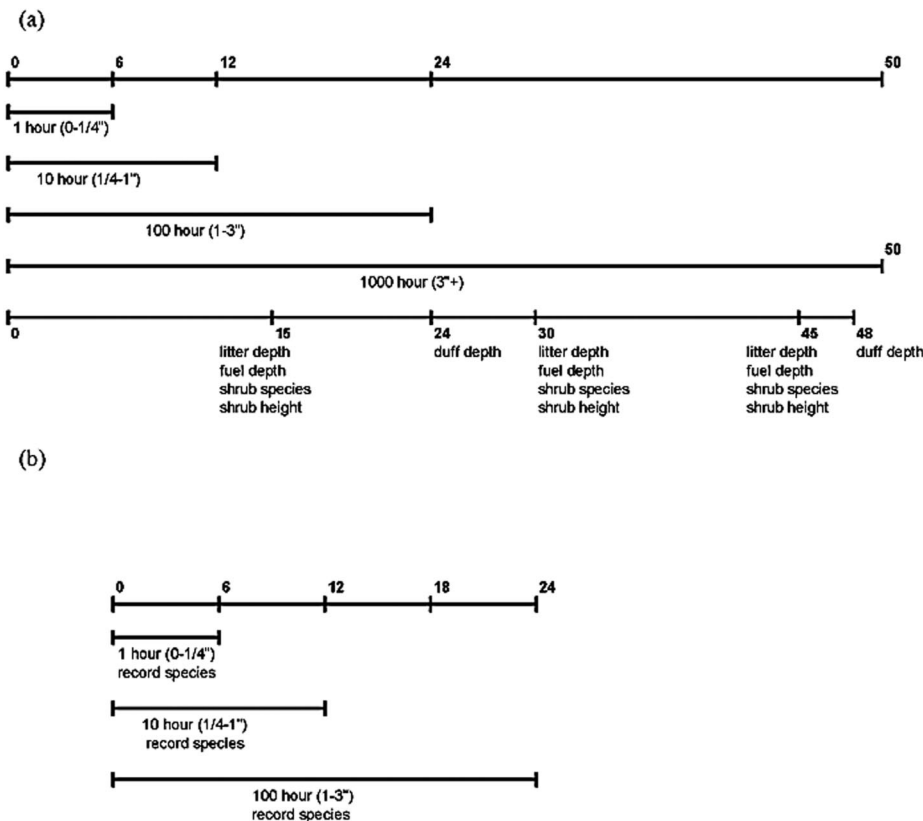 (a)
0 6 12 24 50
1 hour (0-1/4")
10 hour (1/4-1")
100 hour (1-3")
50
1000 hour (3"+)
0 15 24 30 45 48
litter depth duff depth litter depth litter depth duff depth
fuel depth fuel depth fuel depth
shrub species shrub species shrub species
shrub height shrub height shrub height
(b)
0 6 12 18 24
1 hour (0-1/4")
record species
10 hour (1/4-1")
record species
100 hour (1-3")
record species